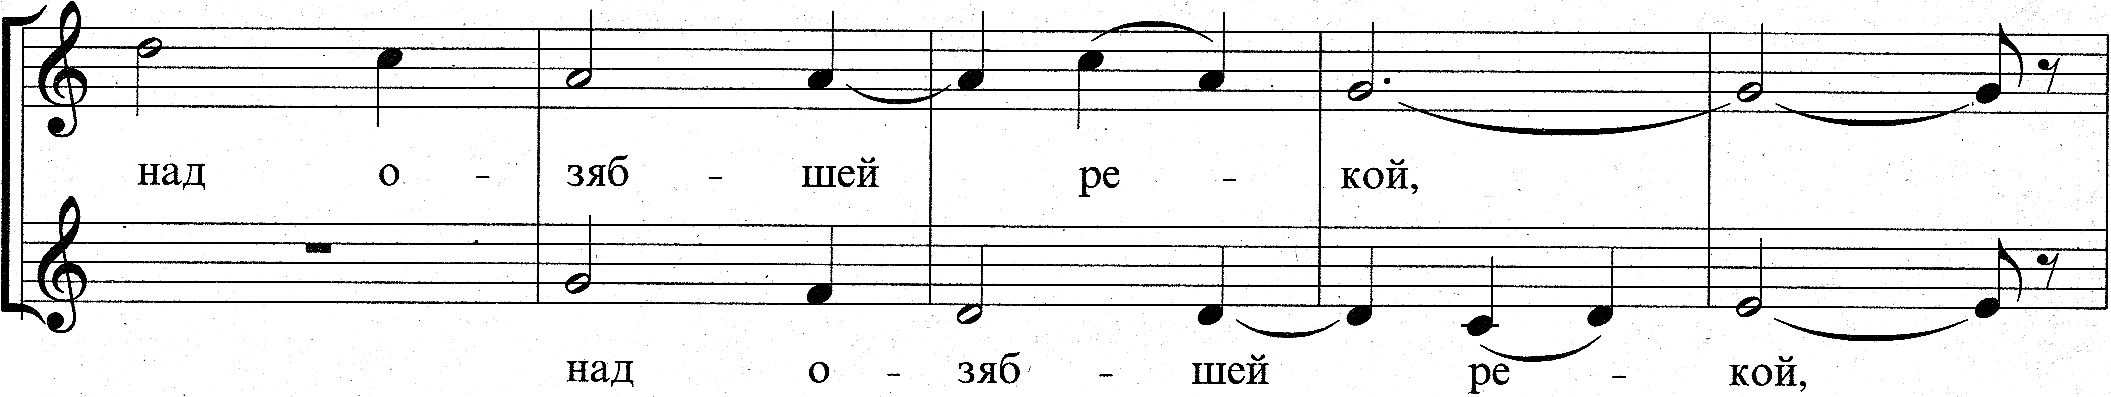 над о - зяб - шей ре - кой,
над о - зяб - шей ре - кой,